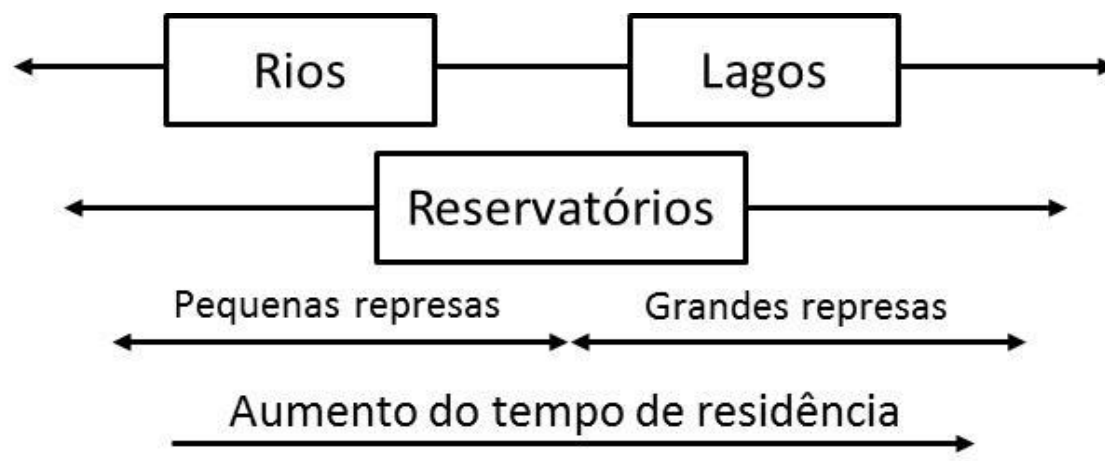 Rios Lagos
Reservatórios
Pequenas represas Grandes represas
Aumento do tempo de residência